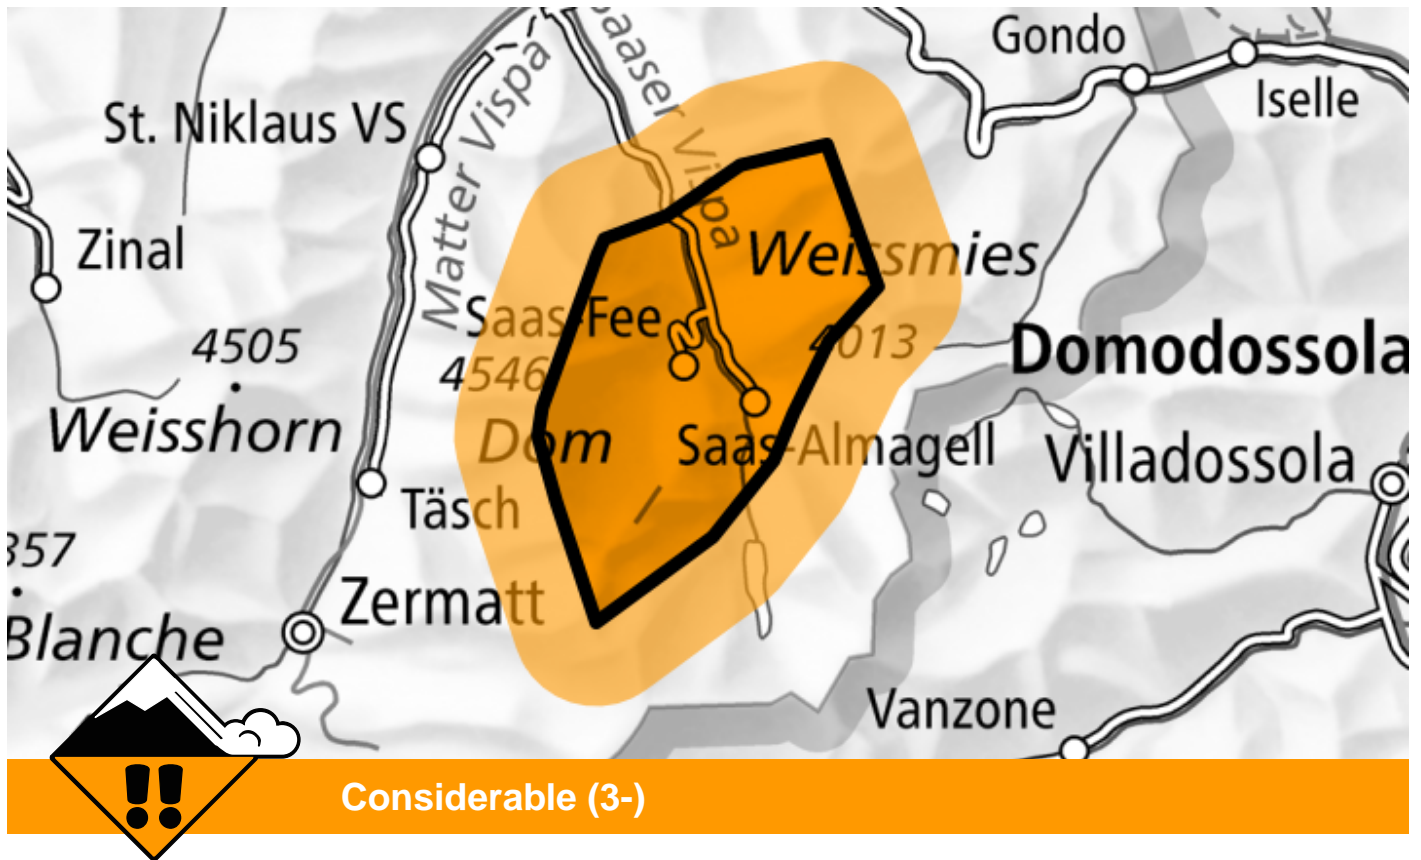 Gondo
Saaser Vispa
Iselle
St. Niklaus VS
Matter Vispa
Zinal
Weissmies
Saas-Fee
4505
4013
Domodossola
4546
Weisshorn
Dom
Saas-Almagell
Villadossola
Täsch
357
Zermatt
Blanche
Vanzone
!!
Considerable (3-)